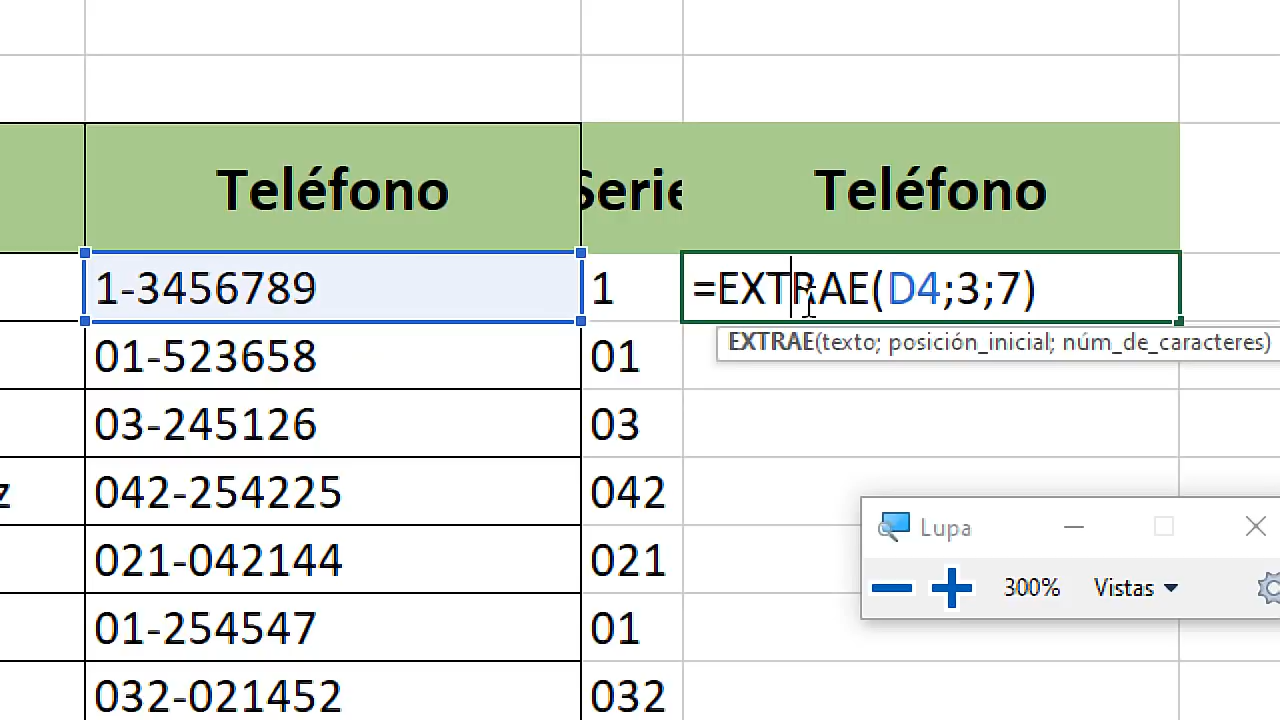 Teléfono Serie Teléfono
1-3456789 1 =EXTRAE(D4;3;7)
EXTRAE(texto; posición_inicial; núm_de_caracteres)
01-523658 01
03-245126 03
z 042-254225 042
Lupa
021-042144 021
300% Vistas
01-254547 01
032-021452 032